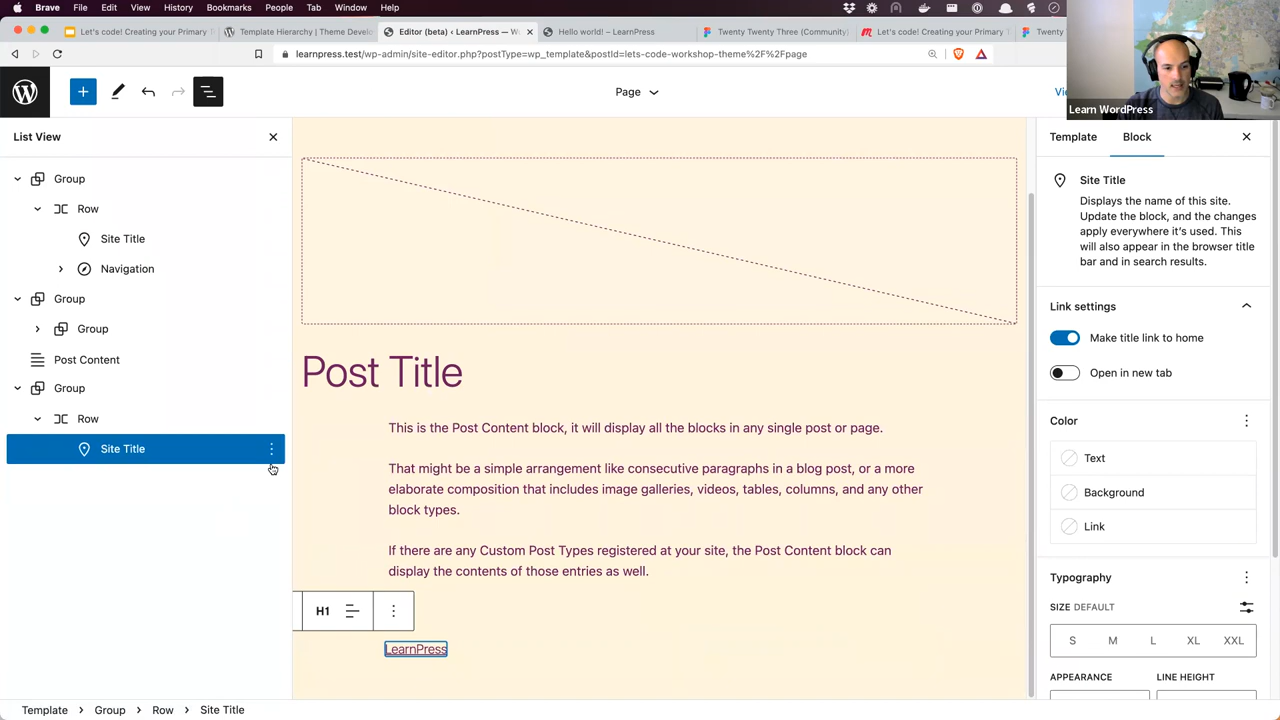 Brave File Edit View History Bookmarks People Tab Window Help
Let's code! Creating your Primary
Template Hierarchy | Theme Devel
Editor (beta) ‹ LearnPress — W
Hello world! – LearnPress
Twenty Twenty Three (Community)
Let's code! Creating your Primary
Twenty
learnpress.test/wp-admin/site-editor.php?postType=wp_template&postId=lets-code-workshop-theme%2F%2Fpage
Page
Learn WordPress
List View
Group
Row
Site Title
Navigation
Group
Group
Post Content
Group
Row
Site Title
Post Title
This is the Post Content block, it will display all the blocks in any single post or page.
That might be a simple arrangement like consecutive paragraphs in a blog post, or a more
elaborate composition that includes image galleries, videos, tables, columns, and any other
block types.
If there are any Custom Post Types registered at your site, the Post Content block can
display the contents of those entries as well.
H1
LearnPress
Template Block
Site Title
Displays the name of this site.
Update the block, and the changes
apply everywhere it's used. This
will also appear in the browser title
bar and in search results.
Link settings
Make title link to home
Open in new tab
Color
Text
Background
Link
Typography
SIZE DEFAULT
S M L XL XXL
APPEARANCE LINE HEIGHT
Template › Group › Row › Site Title